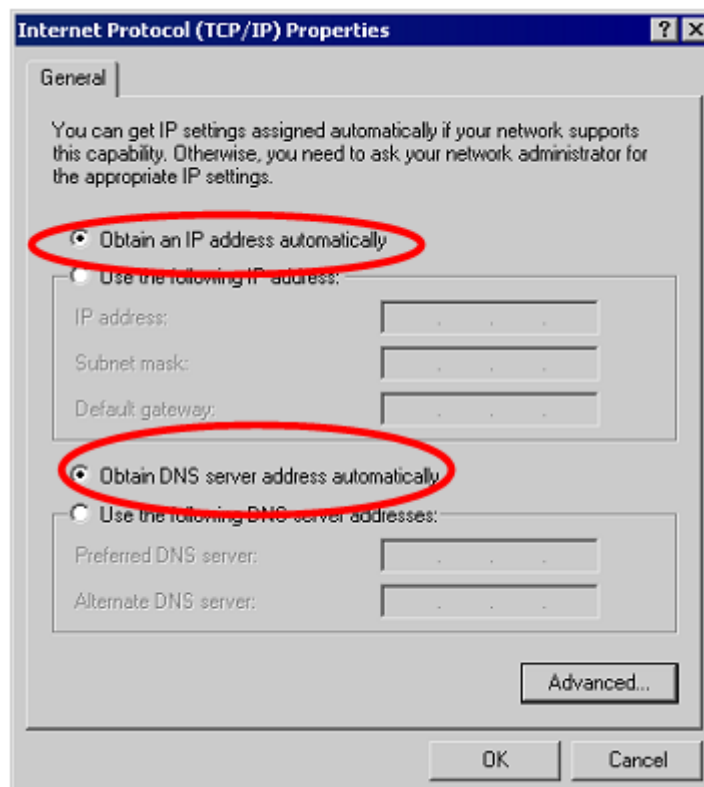 Internet Protocol (TCP/IP) Properties
General
You can get IP settings assigned automatically if your network supports
this capability. Otherwise, you need to ask your network administrator for
the appropriate IP settings.
Obtain an IP address automatically
Use the following IP address:
IP address:
Subnet mask:
Default gateway:
Obtain DNS server address automatically
Use the following DNS server addresses:
Preferred DNS server:
Alternate DNS server:
Advanced...
OK
Cancel